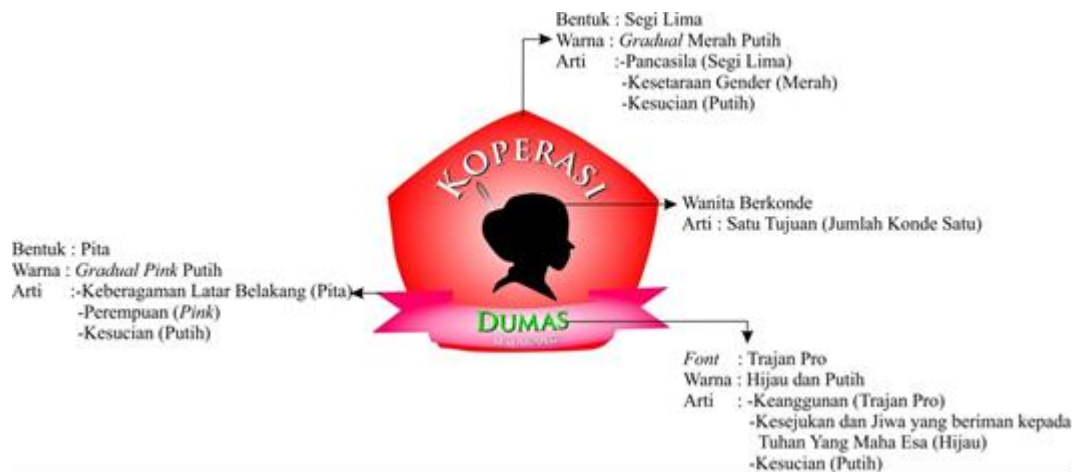 Bentuk : Segi Lima
Warna : Gradual Merah Putih
Arti :-Pancasila (Segi Lima)
-Kesetaraan Gender (Merah)
-Kesucian (Putih)
KOPERASI
Wanita Berkonde
Arti : Satu Tujuan (Jumlah Konde Satu)
Bentuk : Pita
Warna : Gradual Pink Putih
Arti :-Keberagaman Latar Belakang (Pita)
-Perempuan (Pink)
-Kesucian (Putih)
DUMAS
Font : Trajan Pro
Warna : Hijau dan Putih
Arti : -Keanggunan (Trajan Pro)
-Kesejukan dan Jiwa yang beriman kepada
Tuhan Yang Maha Esa (Hijau)
-Kesucian (Putih)